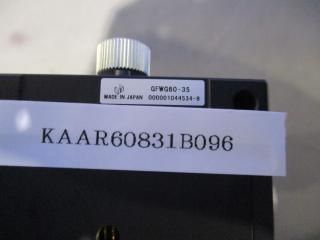 GFWG60-35
MADE IN JAPAN 000001044534-8
KAAR60831B096